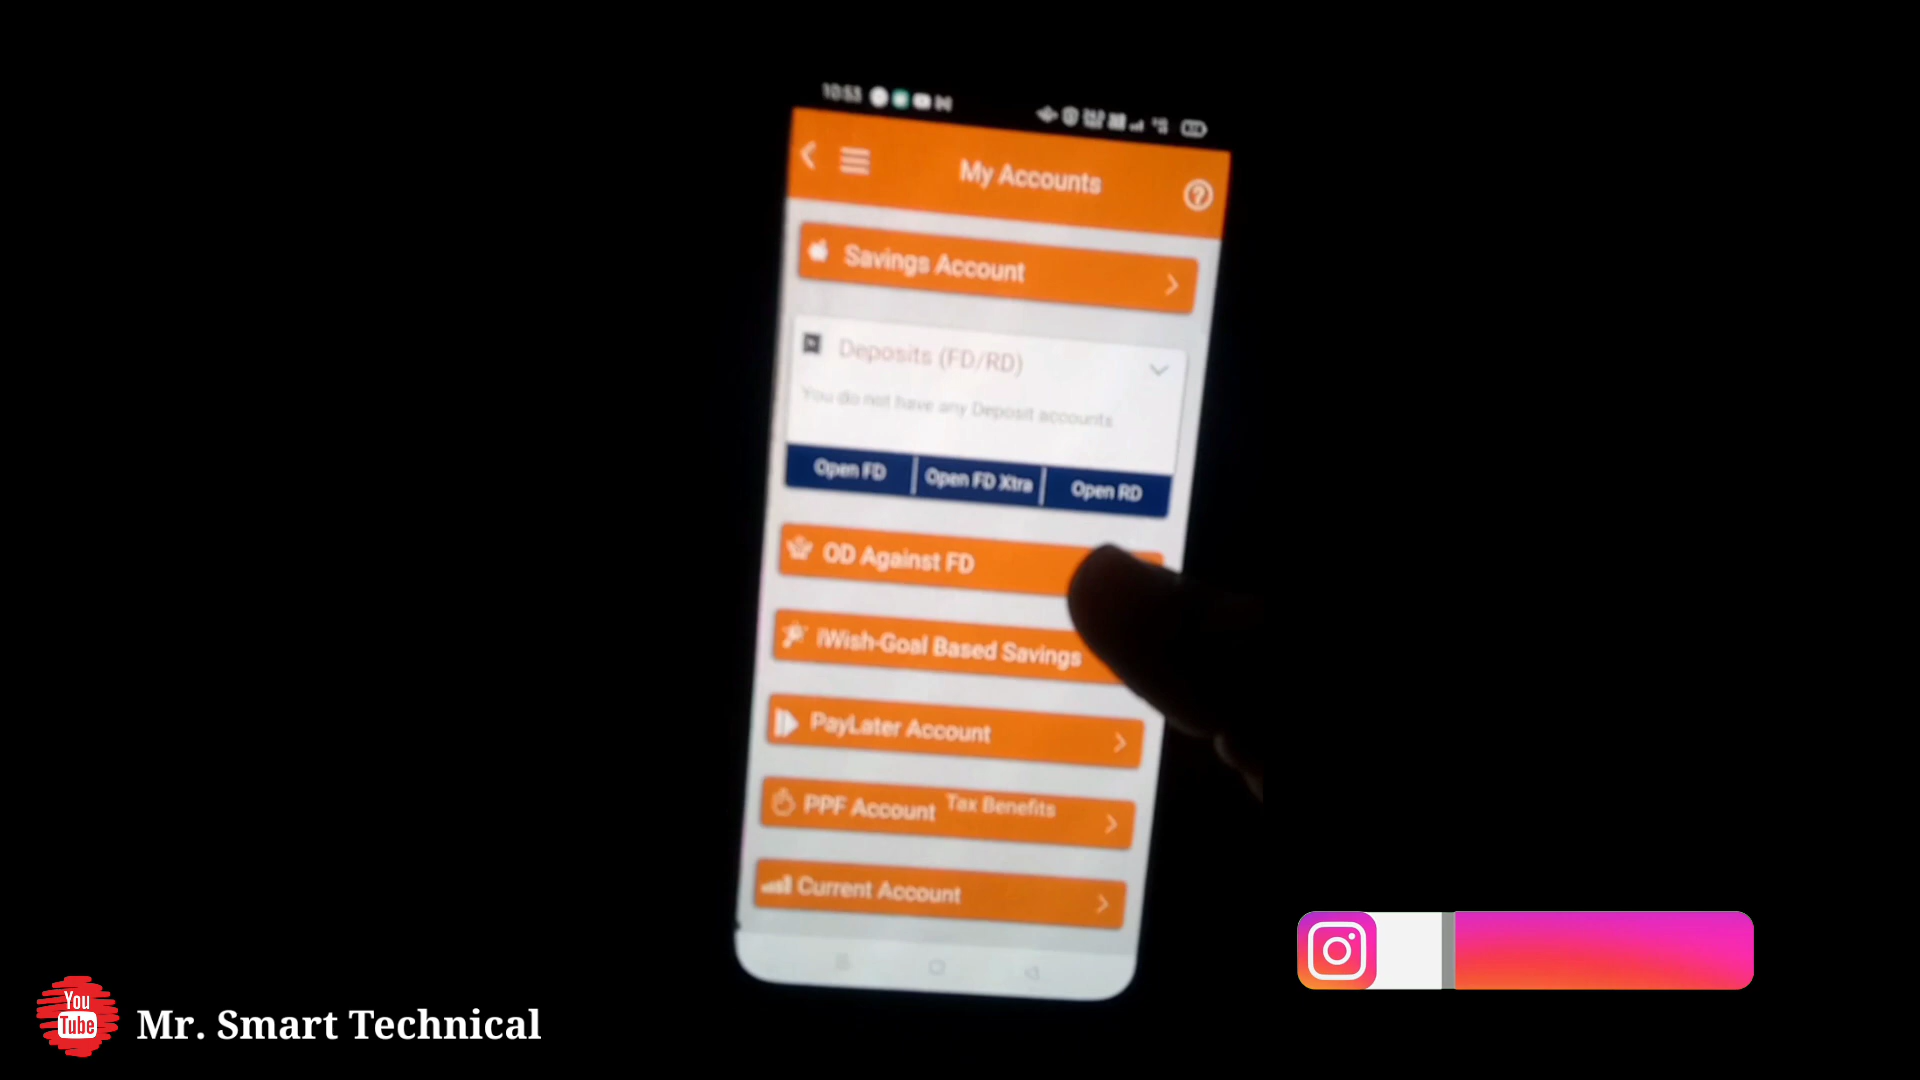 10:53
My Accounts
Savings Account
Deposits (FD/RD)
You do not have any Deposit accounts.
Open FD
Open FD Xtra
Open RD
OD Against FD
iWish-Goal Based Savings
PayLater Account
PPF Account Tax Benefits
Current Account
You
Tube
Mr. Smart Technical